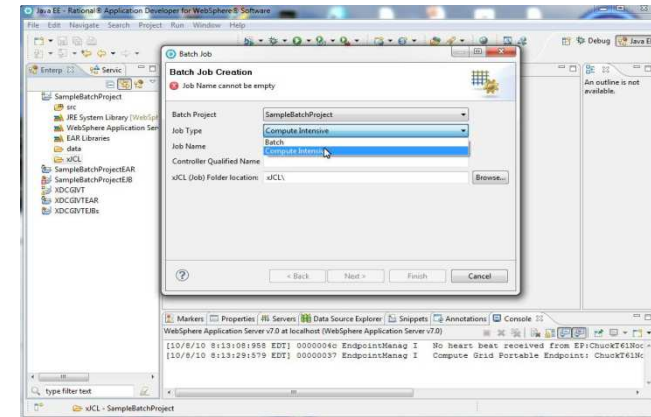 Java EE - Rational® Application Developer for WebSphere® Software
File Edit Navigate Search Project Run Window Help
Debug Java E
Enterp Servic
SampleBatchProject
src
JRE System Library [WebSph
WebSphere Application Ser
EAR Libraries
data
xJCL
SampleBatchProjectEAR
SampleBatchProjectEJB
XDCGIVT
XDCGIVTEAR
XDCGIVTEJBs
type filter text
Batch Job
Batch Job Creation
Job Name cannot be empty
Batch Project SampleBatchProject
Job Type Compute Intensive
Batch
Job Name Compute Intensive
Controller Qualified Name
xJCL (Job) Folder location: xJCL\ Browse...
< Back Next > Finish Cancel
An outline is not
available.
Markers Properties Servers Data Source Explorer Snippets Annotations Console
WebSphere Application Server v7.0 at localhost (WebSphere Application Server v7.0)
[10/8/10 8:13:08:958 EDT] 0000004c EndpointManag I No heart beat received from EP:ChuckT61Noc
[10/8/10 8:13:29:579 EDT] 00000037 EndpointManag I Compute Grid Portable Endpoint: ChuckT61No
xJCL - SampleBatchProject